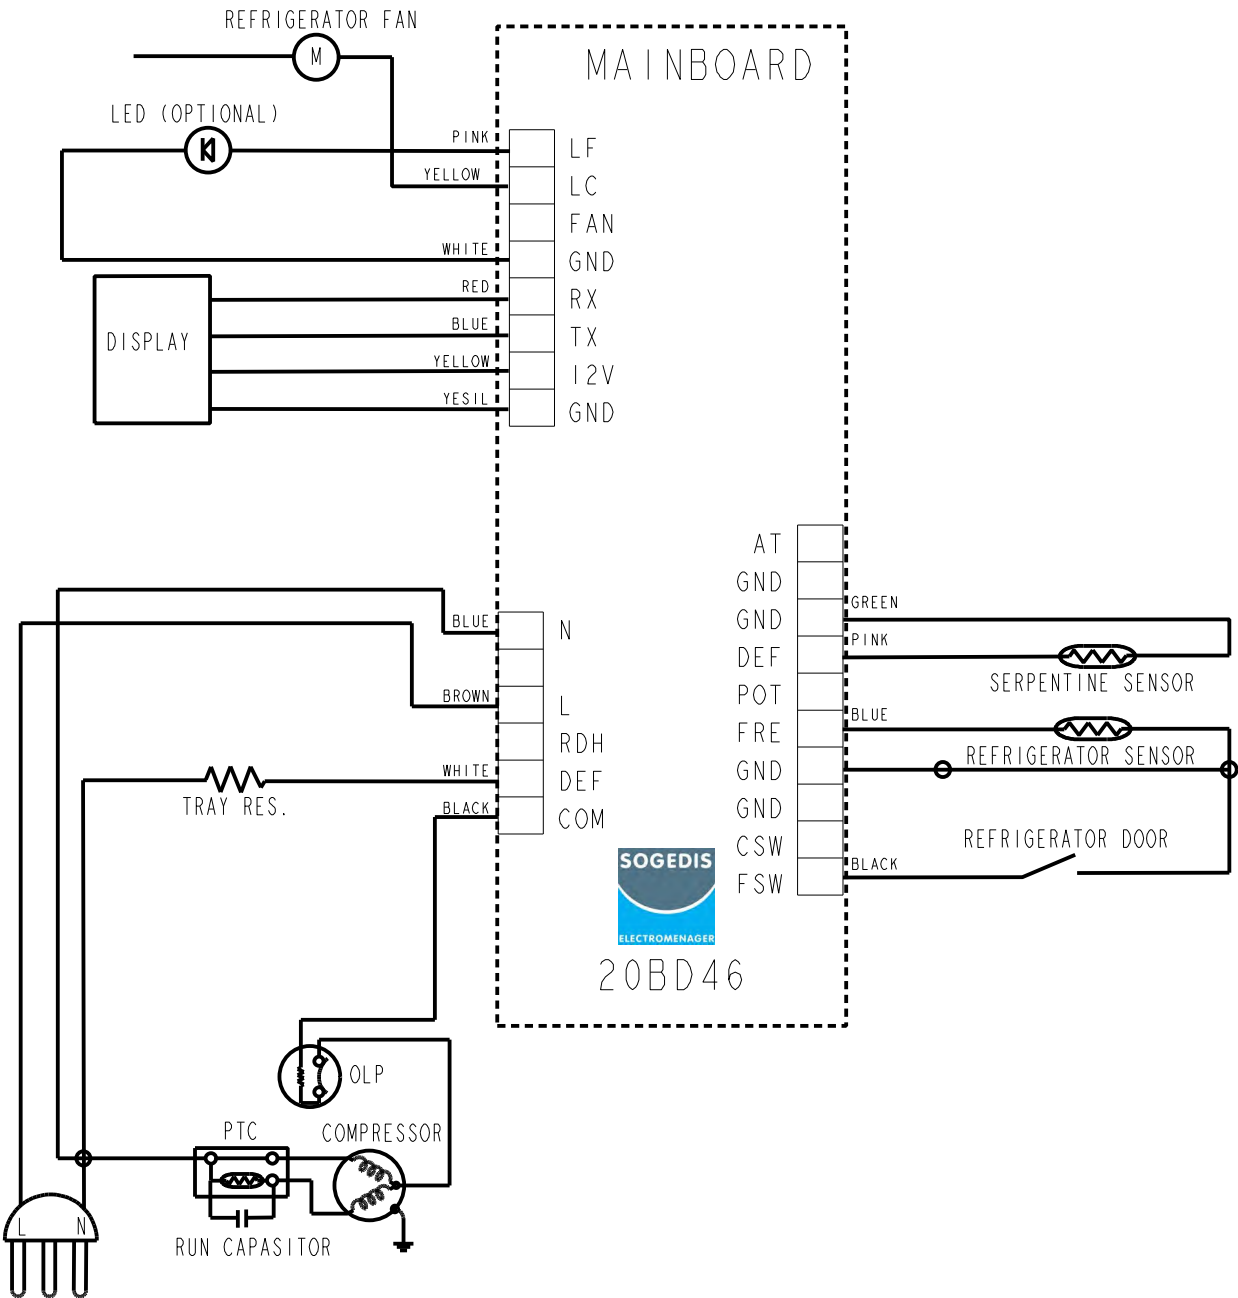 REFRIGERATOR FAN
M
MAINBOARD
LED (OPTIONAL)
PINK LF
YELLOW LC
FAN
WHITE GND
RED RX
BLUE TX
YELLOW 12V
YESIL GND
DISPLAY
AT
GND
GND GREEN
DEF PINK
SERPENTINE SENSOR
POT
FRE BLUE
REFRIGERATOR SENSOR
GND
GND
REFRIGERATOR DOOR
CSW
FSW BLACK
BLUE N
BROWN L
RDH
WHITE DEF
TRAY RES.
BLACK COM
SOGEDIS
ELECTROMENAGER
20BD46
OLP
PTC
COMPRESSOR
RUN CAPASITOR
L N